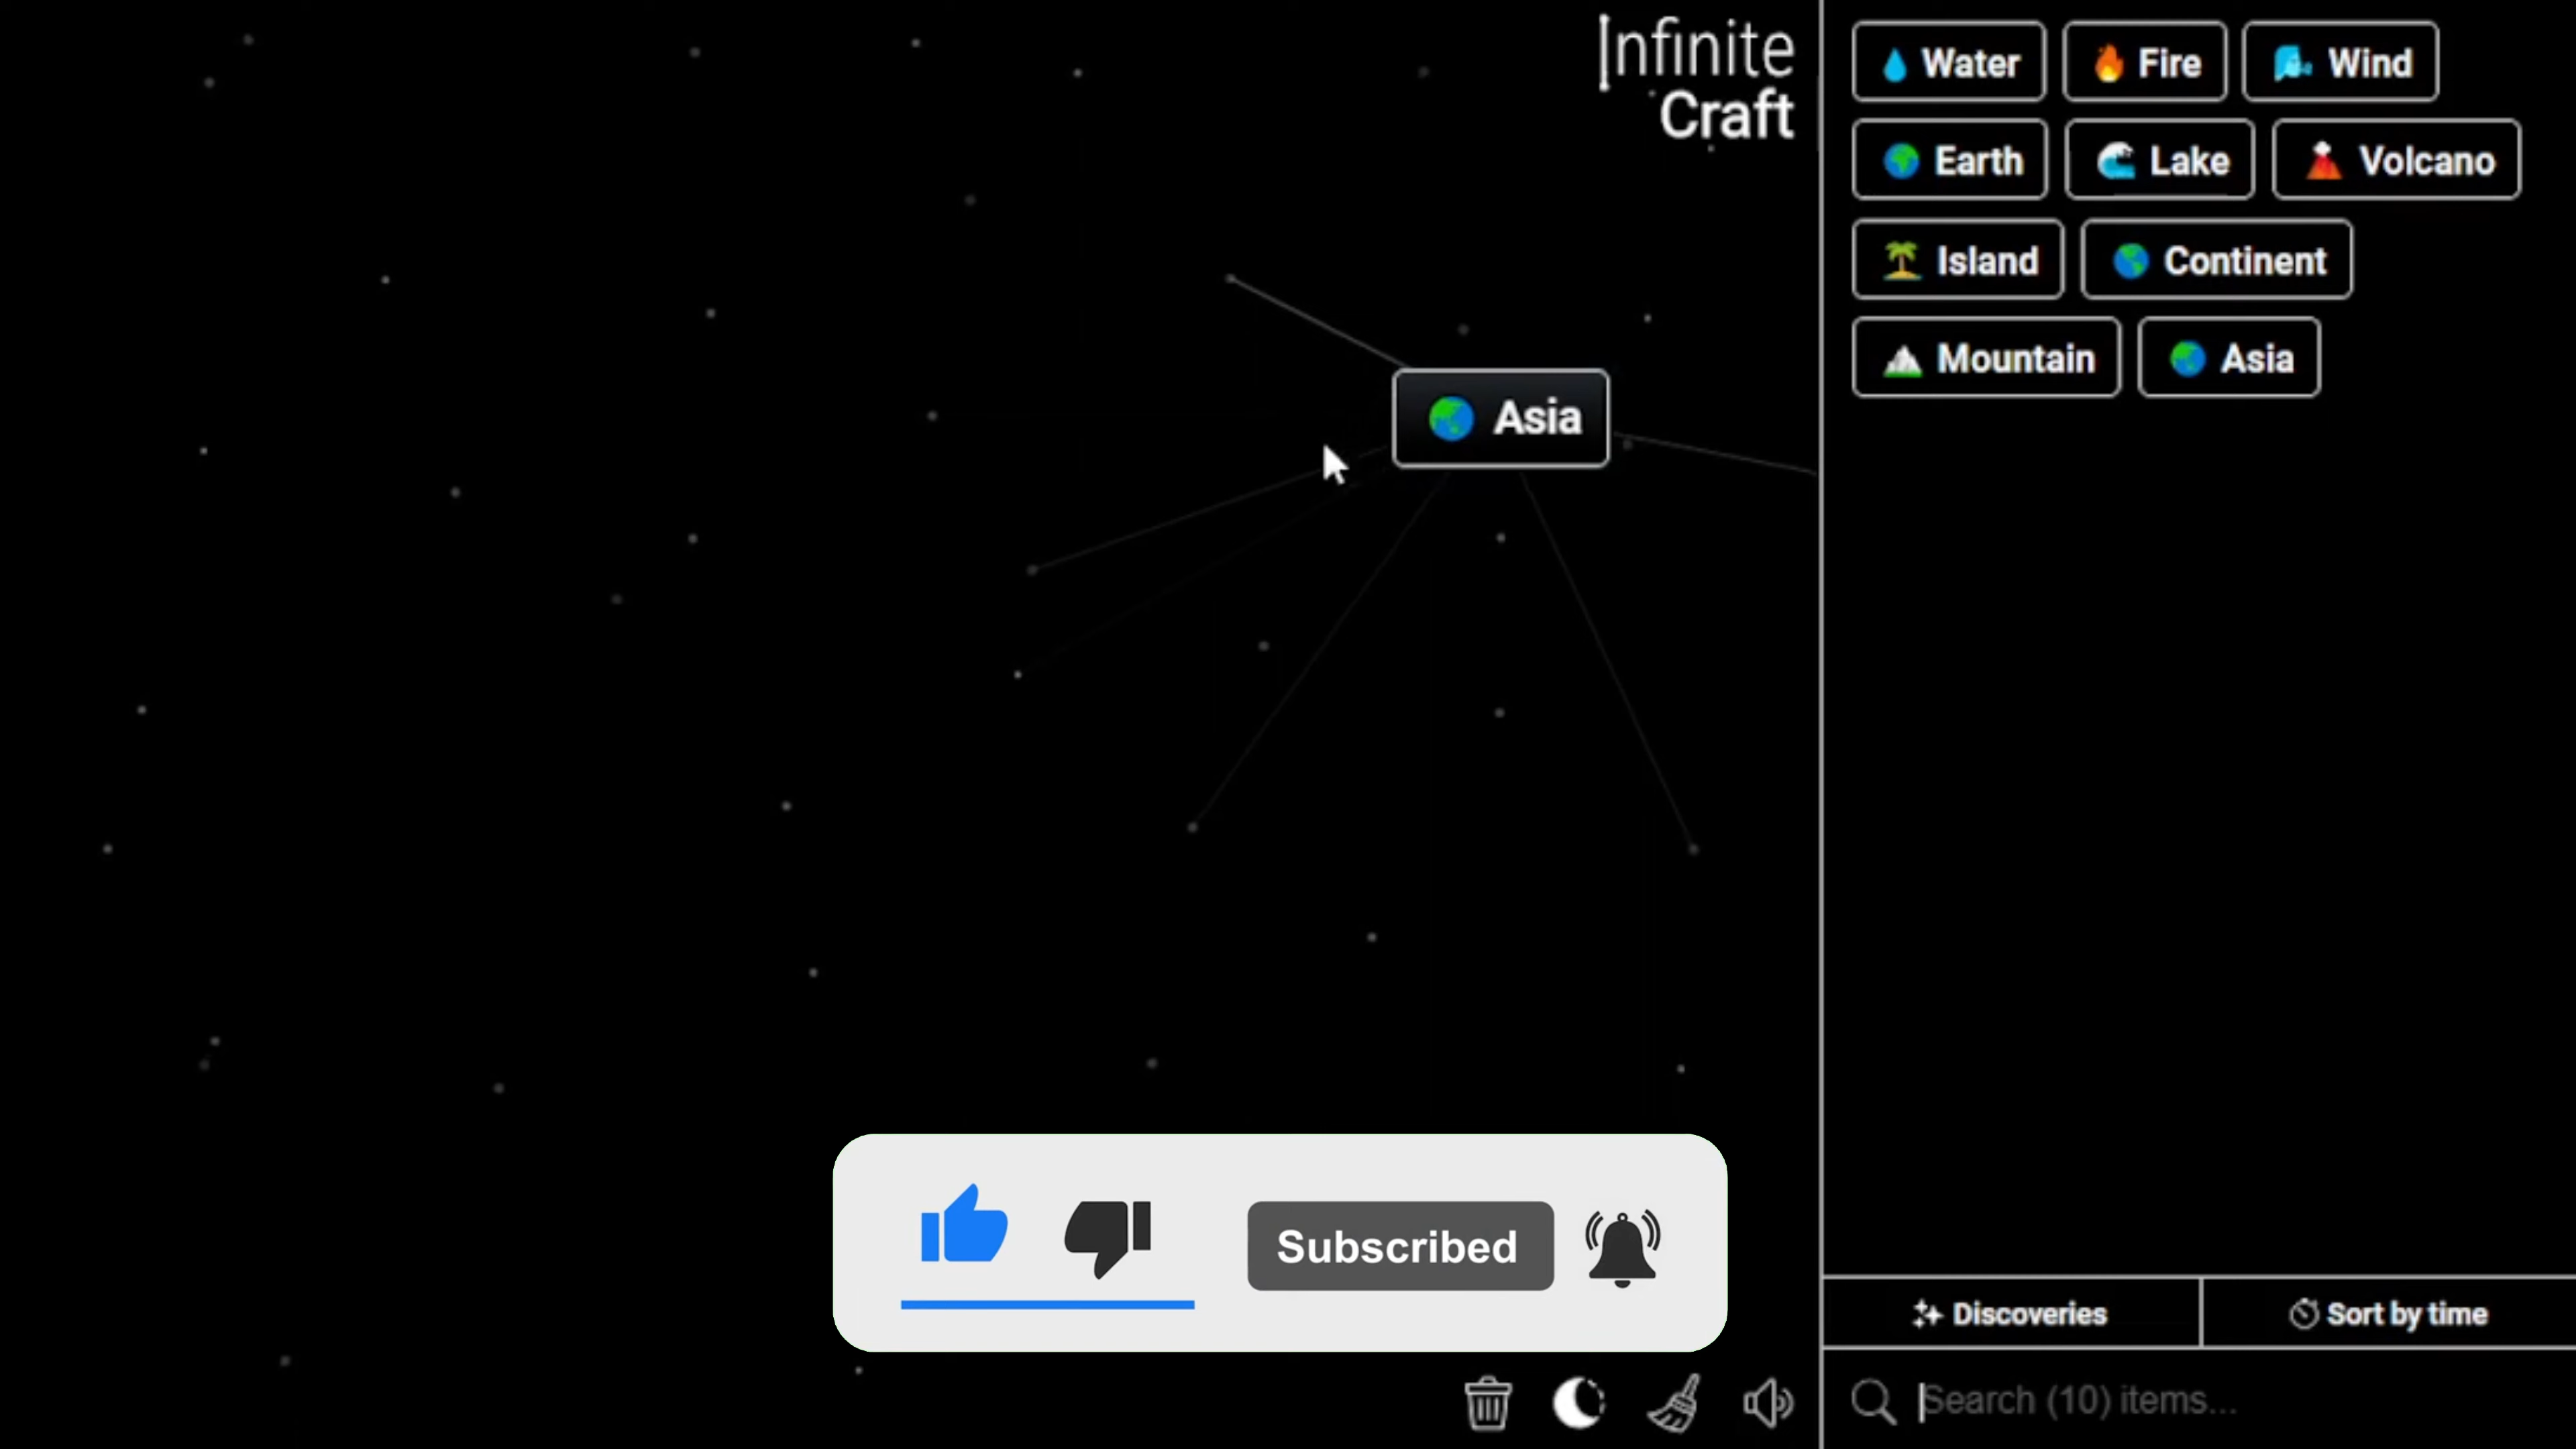 Infinite
Craft
Water Fire Wind
Earth Lake Volcano
Island Continent
Mountain Asia
Asia
Subscribed
Discoveries Sort by time
Search (10) items...